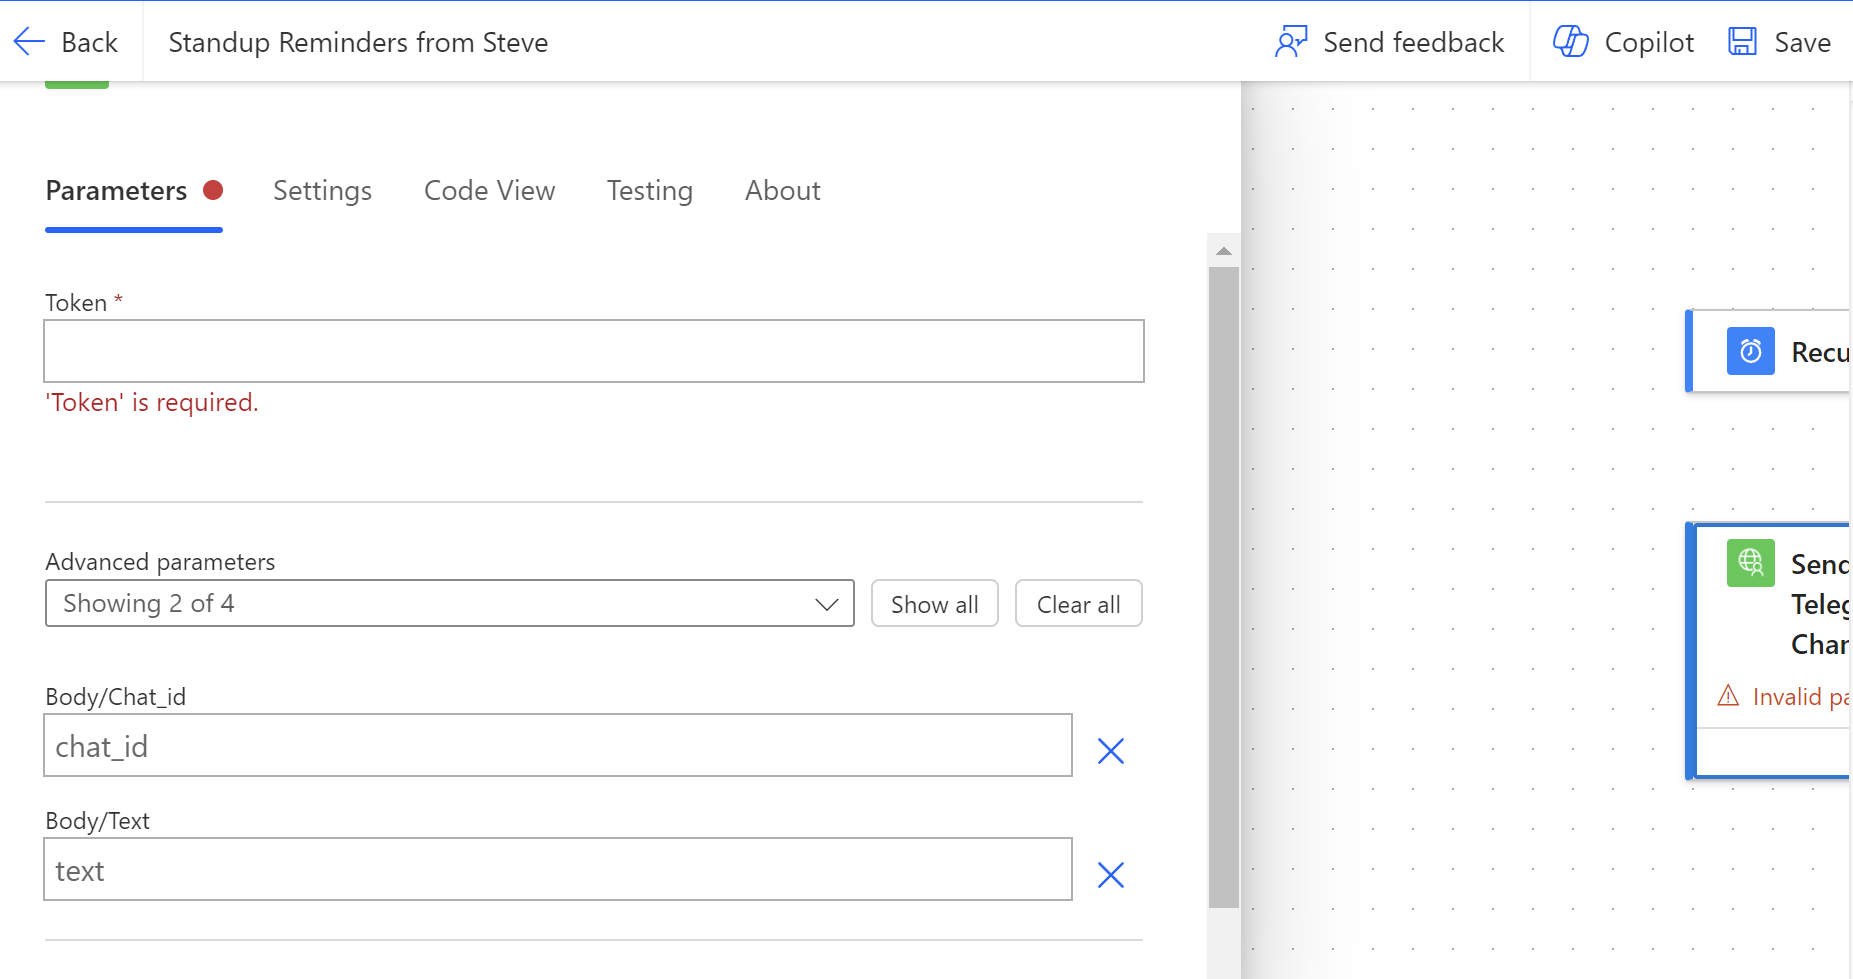 Back
Standup Reminders from Steve
Send feedback
Copilot
Save
Parameters
Settings
Code View
Testing
About
Token *
'Token' is required.
Advanced parameters
Showing 2 of 4
Show all
Clear all
Body/Chat_id
chat_id
Body/Text
text
Recu
Send
Teleg
Chan
Invalid pa